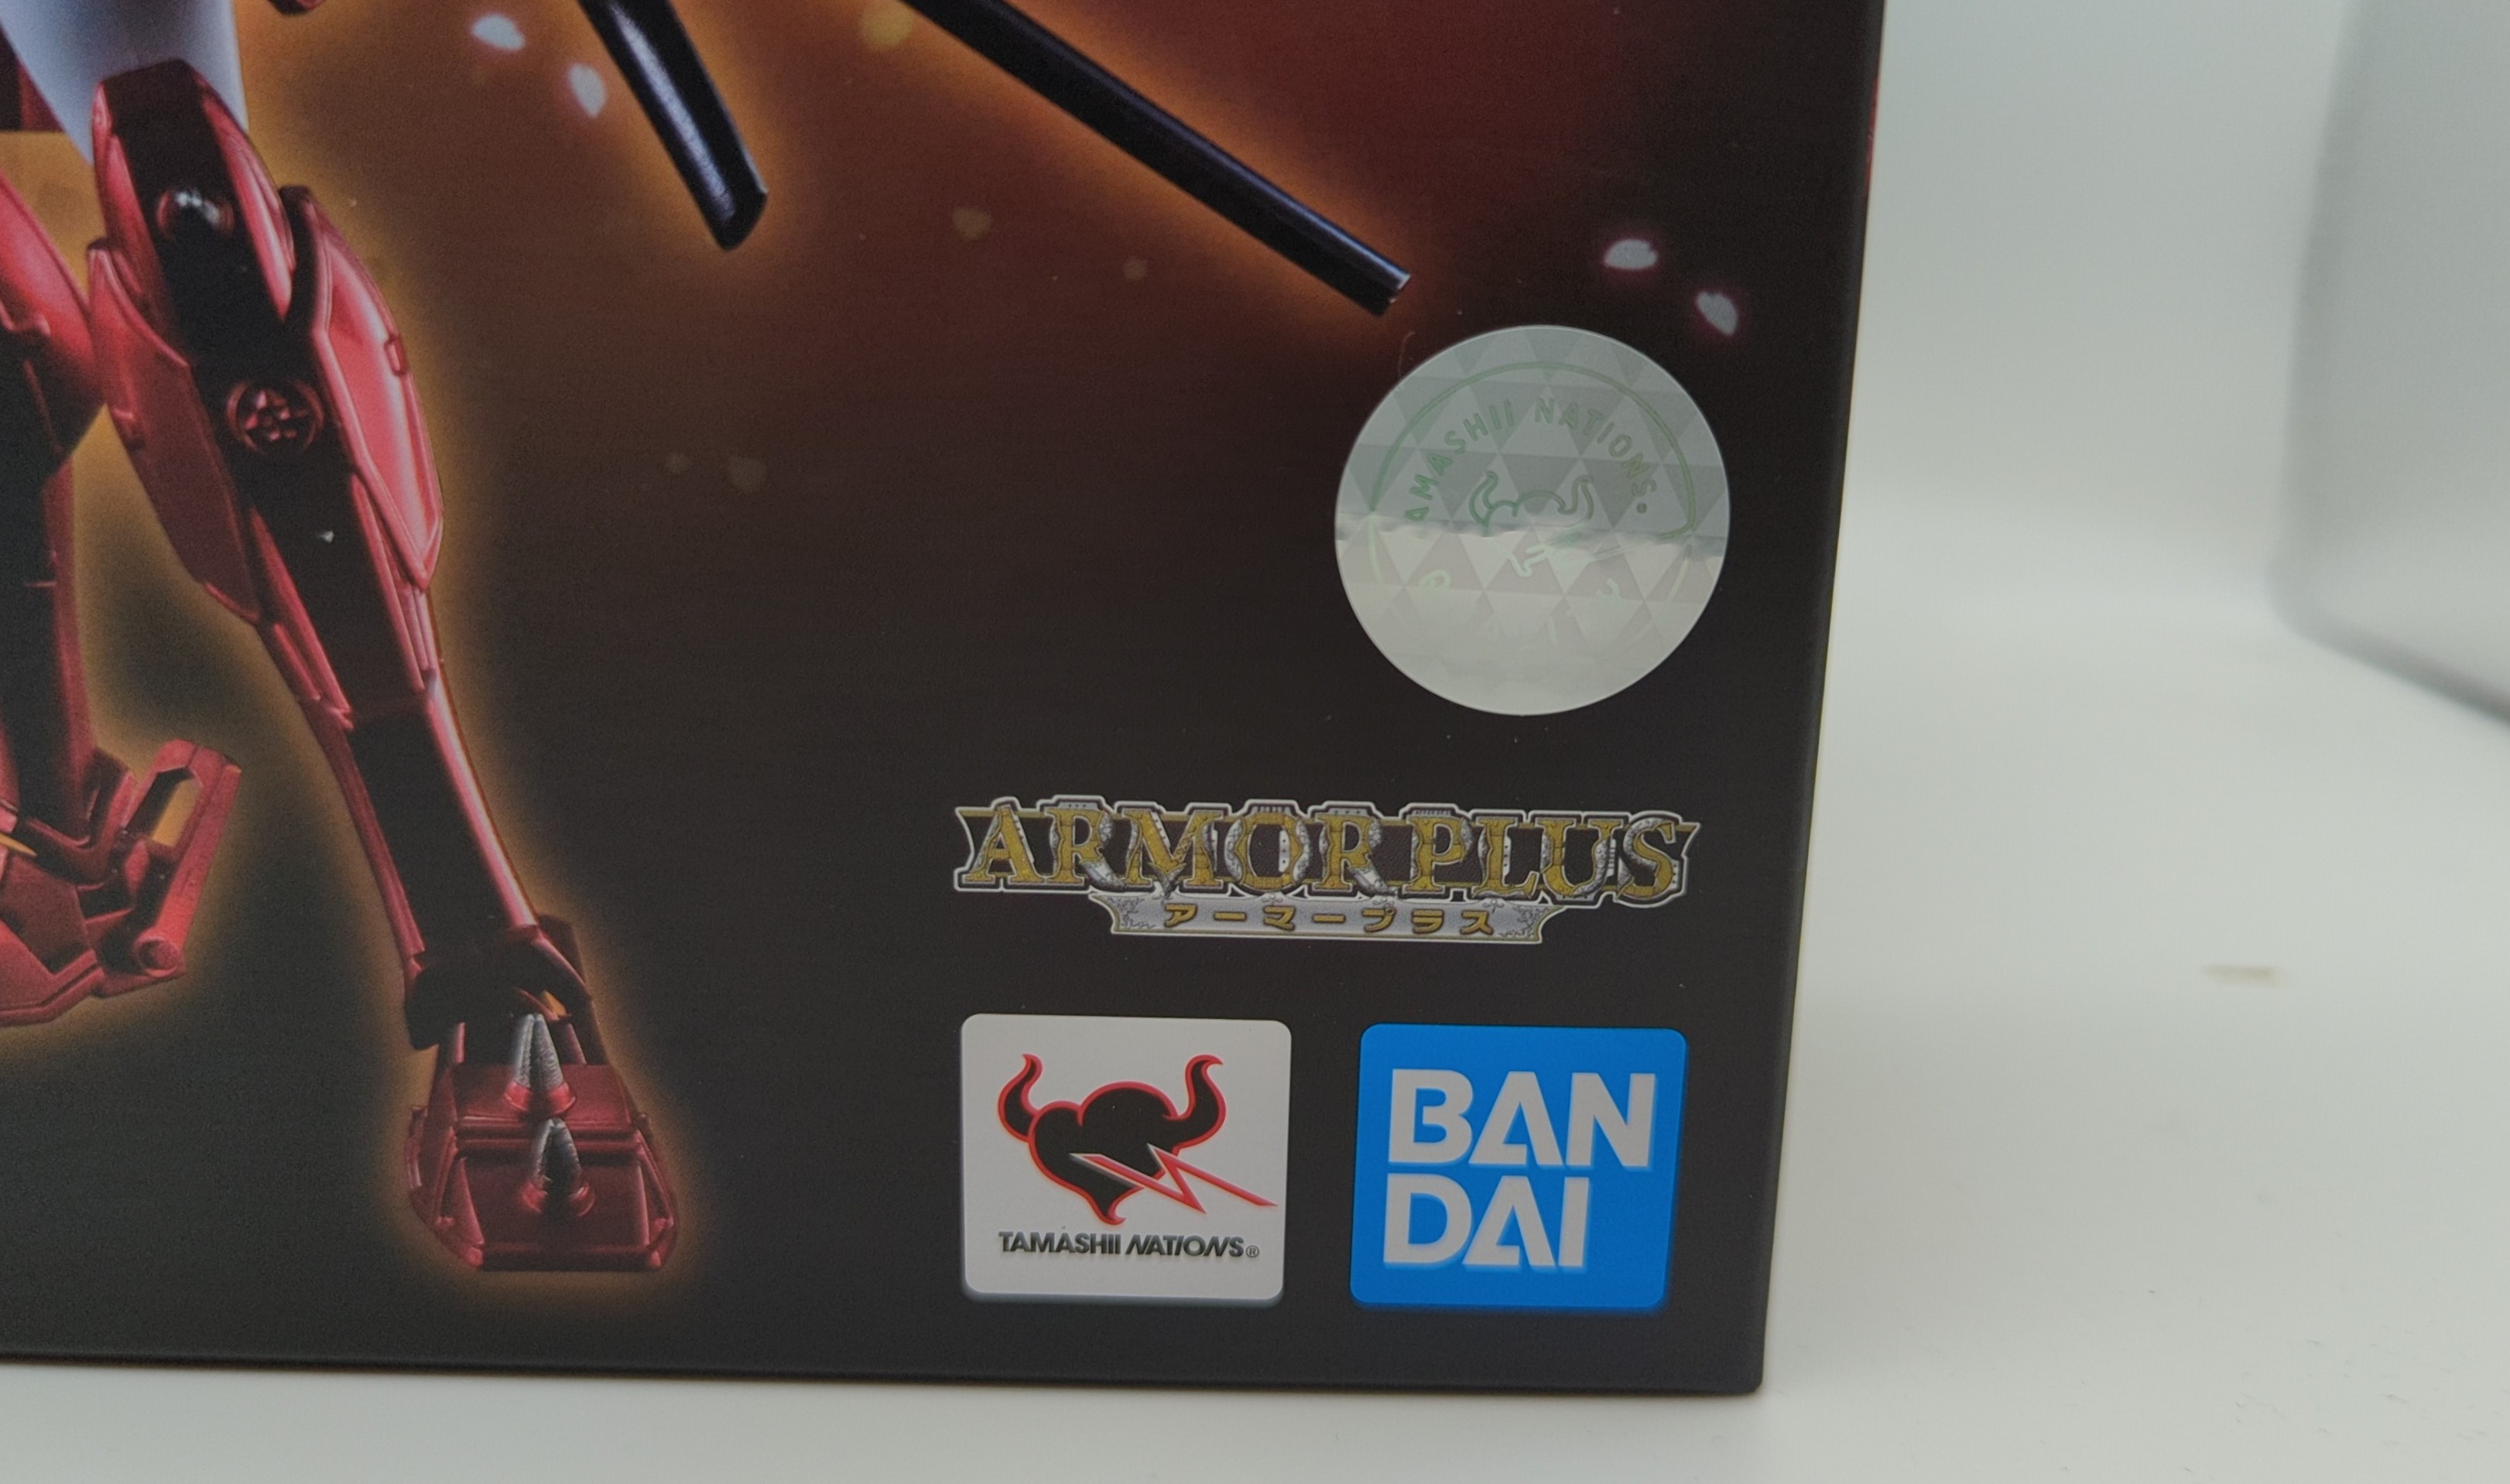 TAMASHII NATIONS.
ARMOR PLUS
アーマープラス
TAMASHII NATIONS®
BAN
DAI